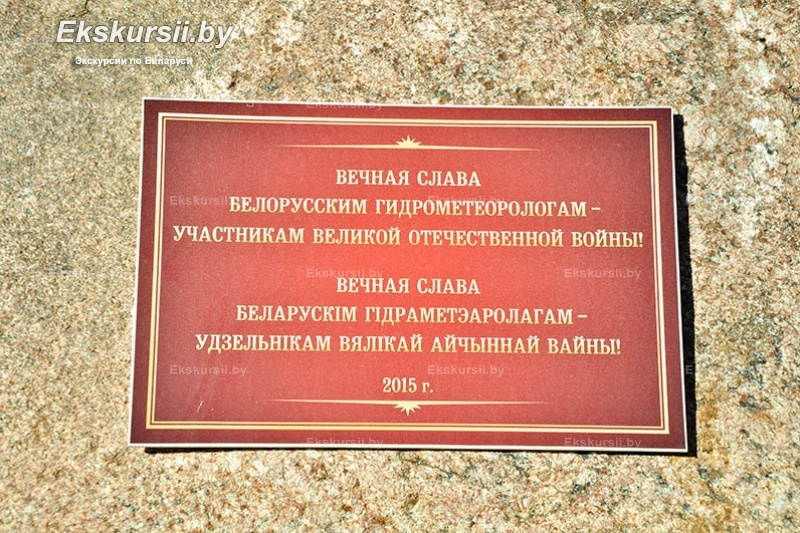 Ekskursii.by
Экскурсии по Беларуси
ВЕЧНАЯ СЛАВА
БЕЛОРУССКИМ ГИДРОМЕТЕОРОЛОГАМ –
УЧАСТНИКАМ ВЕЛИКОЙ ОТЕЧЕСТВЕННОЙ ВОЙНЫ!
ВЕЧНАЯ СЛАВА
БЕЛАРУСКІМ ГІДРАМЕТЭАРОЛАГАМ –
УДЗЕЛЬНІКАМ ВЯЛІКАЙ АЙЧЫННАЙ ВАЙНЫ!
2015 г.